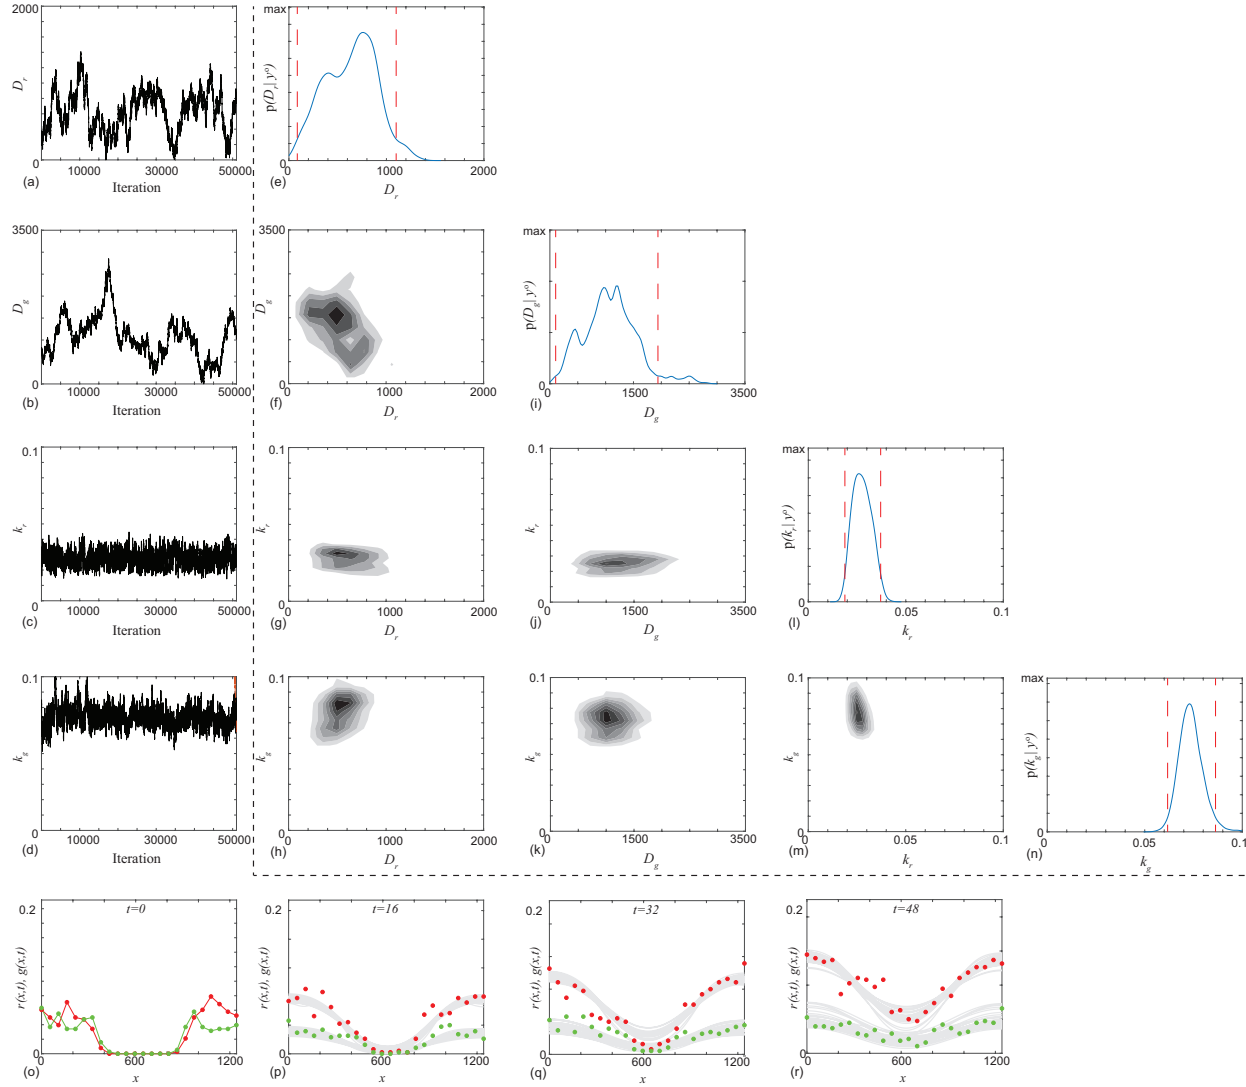 2000
D_r
0
10000 30000 50000
(a) Iteration
max
p(D_r| y^o)
0 1000 2000
(e) D_r
3500
D_g
0
10000 30000 50000
(b) Iteration
3500
D_g
0
0 1000 2000
(f) D_r
max
p(D_g| y^o)
0 1500 3500
(i) D_g
0.1
k_r
0
10000 30000 50000
(c) Iteration
0.1
k_r
0
0 1000 2000
(g) D_r
0.1
k_r
0
0 1500 3500
(j) D_g
max
p(k_r| y^o)
0 0.05 0.1
(l) k_r
0.1
k_g
0
10000 30000 50000
(d) Iteration
0.1
k_g
0
0 1000 2000
(h) D_r
0.1
k_g
0
0 1500 3500
(k) D_g
0.1
k_g
0
0 0.05 0.1
(m) k_r
max
p(k_g| y^o)
0 0.05 0.1
(n) k_g
t=0
0.2
r(x,t), g(x,t)
0
600 1200
(o) x
t=16
0.2
r(x,t), g(x,t)
0
600 1200
(p) x
t=32
0.2
r(x,t), g(x,t)
0
600 1200
(q) x
t=48
0.2
r(x,t), g(x,t)
0
600 1200
(r) x